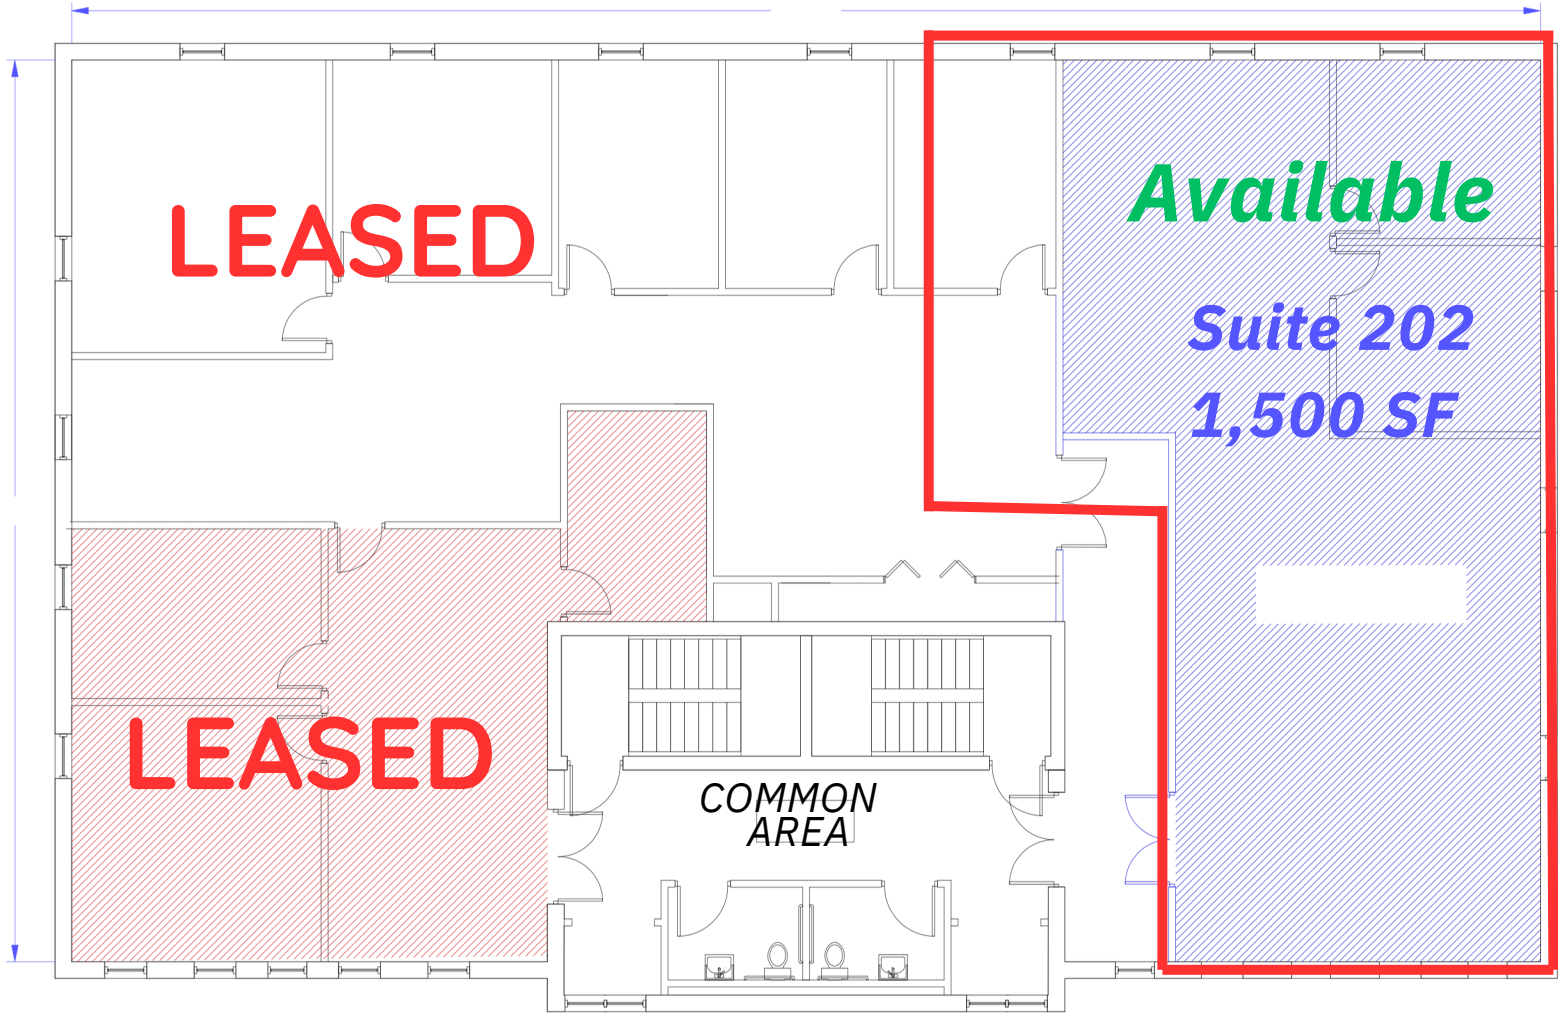 LEASED
Available
Suite 202
1,500 SF
LEASED
COMMON
AREA